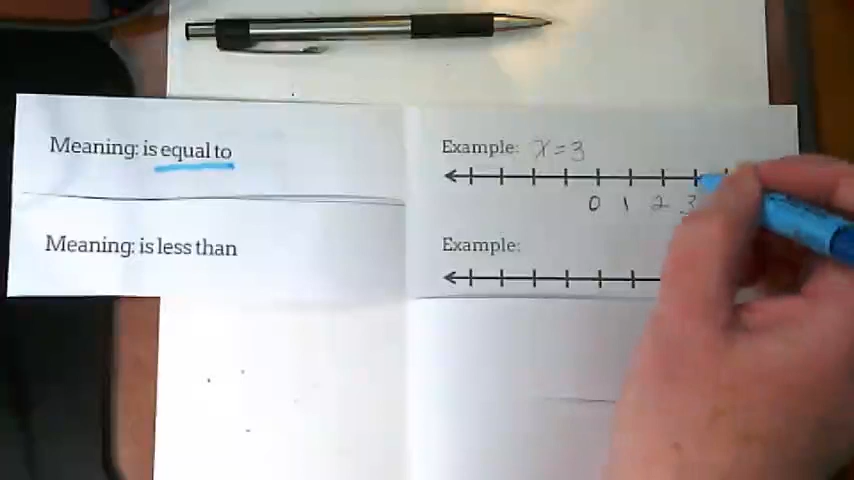 Meaning: is equal to
Example: x = 3
0 1 2 3
Meaning: is less than
Example: